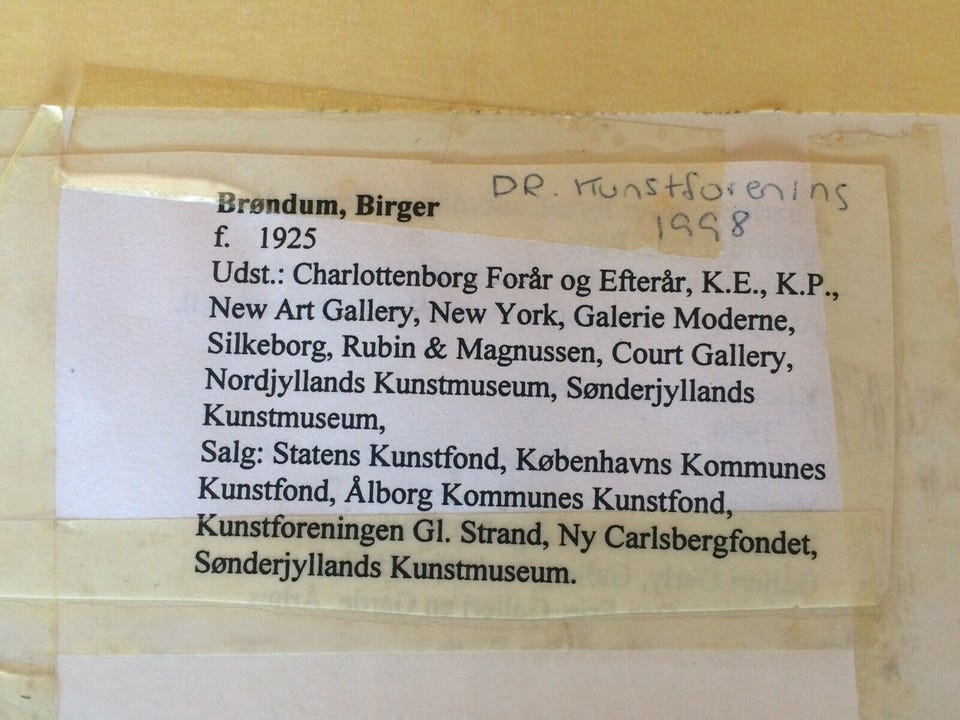 DR. Kunstforening
1998
Brøndum, Birger
f. 1925
Udst.: Charlottenborg Forår og Efterår, K.E., K.P.,
New Art Gallery, New York, Galerie Moderne,
Silkeborg, Rubin & Magnussen, Court Gallery,
Nordjyllands Kunstmuseum, Sønderjyllands
Kunstmuseum,
Salg: Statens Kunstfond, Københavns Kommunes
Kunstfond, Ålborg Kommunes Kunstfond,
Kunstforeningen Gl. Strand, Ny Carlsbergfondet,
Sønderjyllands Kunstmuseum.